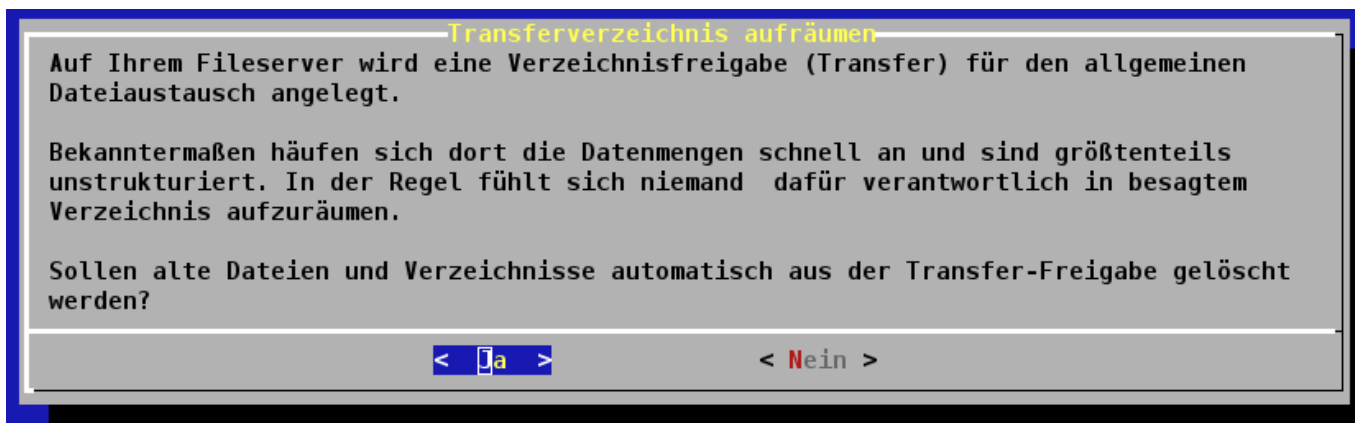 Transferverzeichnis aufräumen
Auf Ihrem Fileserver wird eine Verzeichnisfreigabe (Transfer) für den allgemeinen
Dateiaustausch angelegt.
Bekanntermaßen häufen sich dort die Datenmengen schnell an und sind größtenteils
unstrukturiert. In der Regel fühlt sich niemand  dafür verantwortlich in besagtem
Verzeichnis aufzuräumen.
Sollen alte Dateien und Verzeichnisse automatisch aus der Transfer-Freigabe gelöscht
werden?
<  Ja  > < Nein >